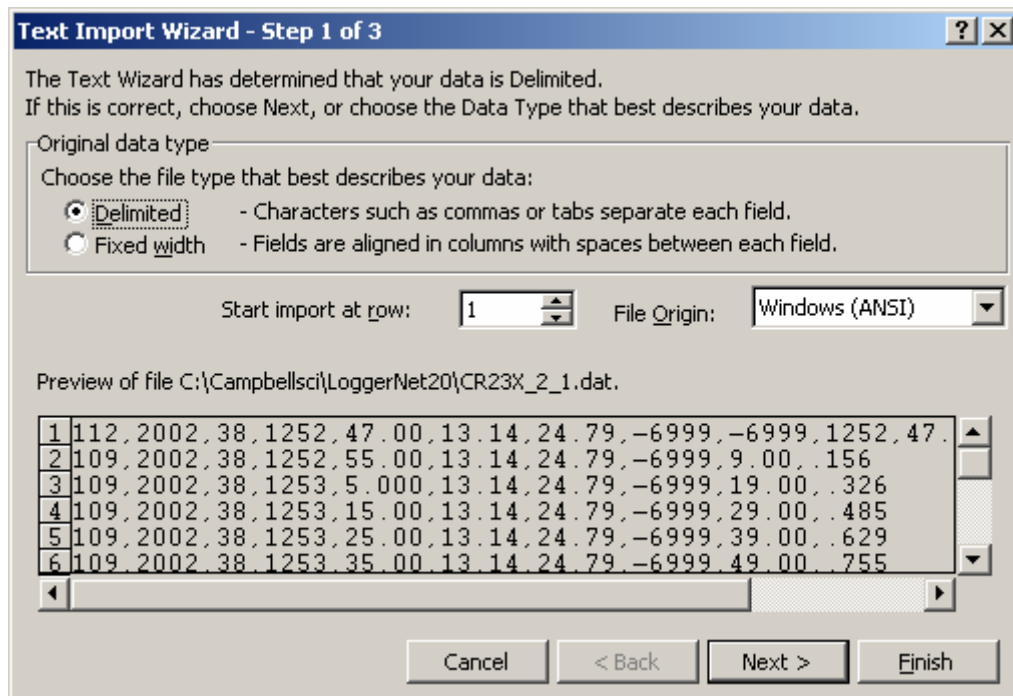 Text Import Wizard - Step 1 of 3
The Text Wizard has determined that your data is Delimited.
If this is correct, choose Next, or choose the Data Type that best describes your data.
Original data type
Choose the file type that best describes your data:
Delimited - Characters such as commas or tabs separate each field.
Fixed width - Fields are aligned in columns with spaces between each field.
Start import at row: 1 File Origin: Windows (ANSI)
Preview of file C:\Campbellsci\LoggerNet20\CR23X_2_1.dat.
1 112,2002,38,1252,47.00,13.14,24.79,-6999,-6999,1252,47.
2 109,2002,38,1252,55.00,13.14,24.79,-6999,9.00,.156
3 109,2002,38,1253,5.000,13.14,24.79,-6999,19.00,.326
4 109,2002,38,1253,15.00,13.14,24.79,-6999,29.00,.485
5 109,2002,38,1253,25.00,13.14,24.79,-6999,39.00,.629
6 109,2002,38,1253,35.00,13.14,24.79,-6999,49.00,.755
Cancel < Back Next > Finish